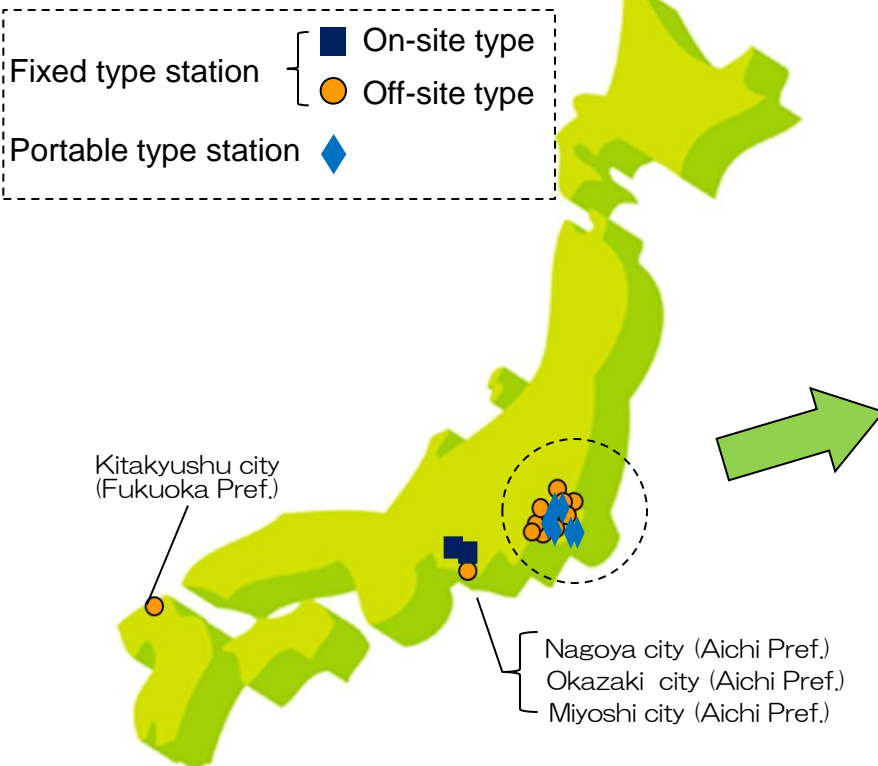 On-site type
Fixed type station
Off-site type
Portable type station
Kitakyushu city
(Fukuoka Pref.)
Nagoya city (Aichi Pref.)
Okazaki city (Aichi Pref.)
Miyoshi city (Aichi Pref.)